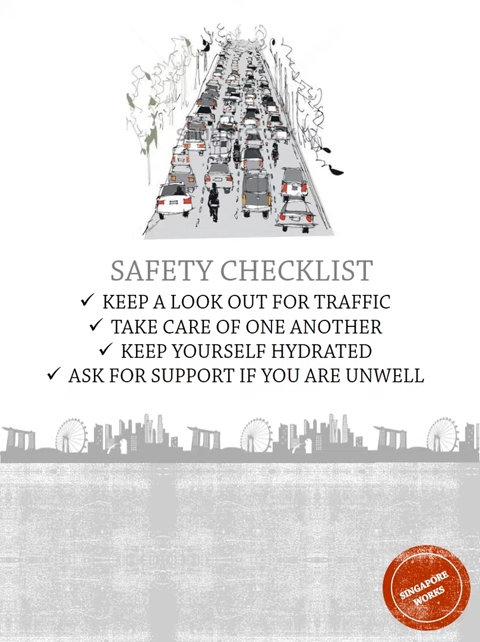 SAFETY CHECKLIST
✓ KEEP A LOOK OUT FOR TRAFFIC
✓ TAKE CARE OF ONE ANOTHER
✓ KEEP YOURSELF HYDRATED
✓ ASK FOR SUPPORT IF YOU ARE UNWELL
SINGAPORE
WORKS